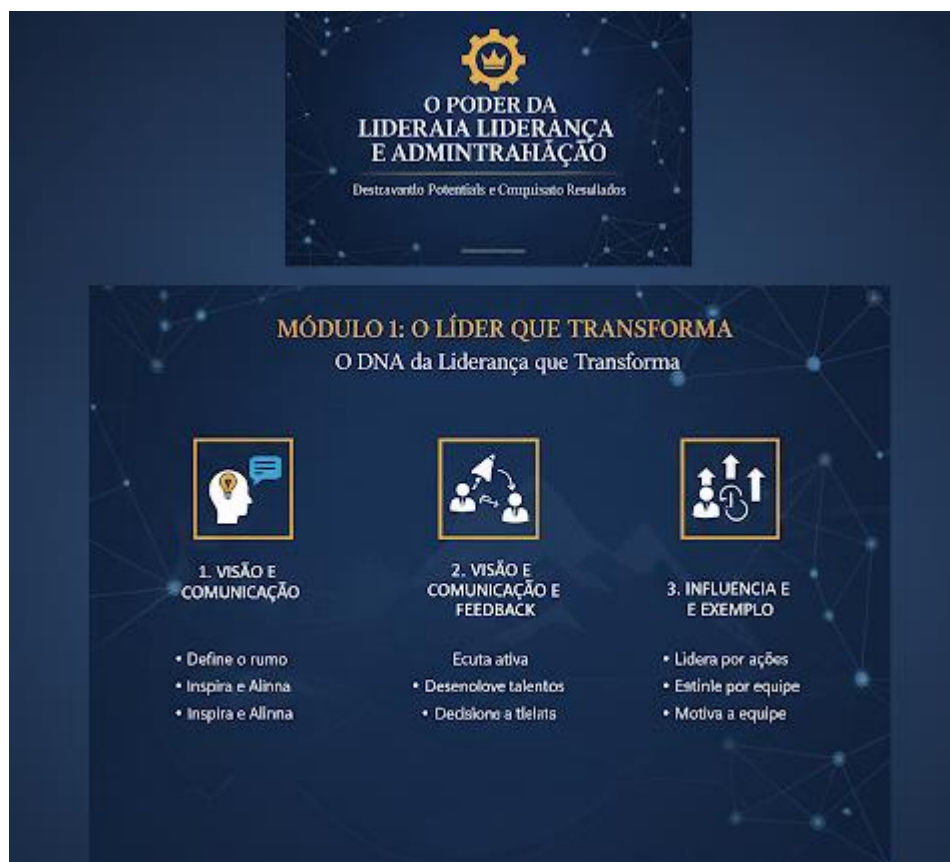 O PODER DA
LIDERAIA LIDERANÇA
E ADMINTRAHAÇÃO
Destravantlo Potentials e Conquisato Resullados
MÓDULO 1: O LÍDER QUE TRANSFORMA
O DNA da Liderança que Transforma
1. VISÃO E
COMUNICAÇÃO
• Define o rumo
• Inspira e Alinna
• Inspira e Alinna
2. VISÃO E
COMUNICAÇÃO E
FEEDBACK
Ecuta ativa
• Desenolove talentos
• Decisione a
3. INFLUENCIA E
E EXEMPLO
• Lidera por ações
• Estinle por equipe
• Motiva a equipe